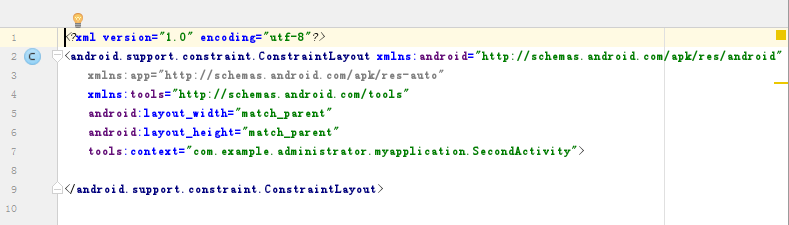 1 <?xml version="1.0" encoding="utf-8"?>
2 C <android.support.constraint.ConstraintLayout xmlns:android="http://schemas.android.com/apk/res/android"
3 xmlns:app="http://schemas.android.com/apk/res-auto"
4 xmlns:tools="http://schemas.android.com/tools"
5 android:layout_width="match_parent"
6 android:layout_height="match_parent"
7 tools:context="com.example.administrator.myapplication.SecondActivity">
8
9 </android.support.constraint.ConstraintLayout>
10